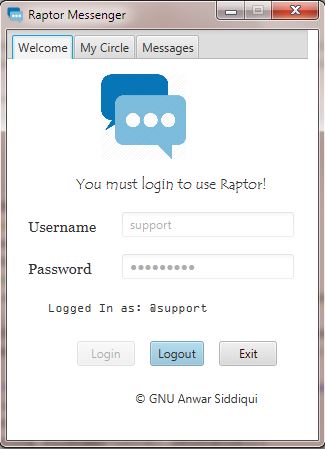 Raptor Messenger
Welcome My Circle Messages
You must login to use Raptor!
Username support
Password
Logged In as: @support
Login Logout Exit
© GNU Anwar Siddiqui